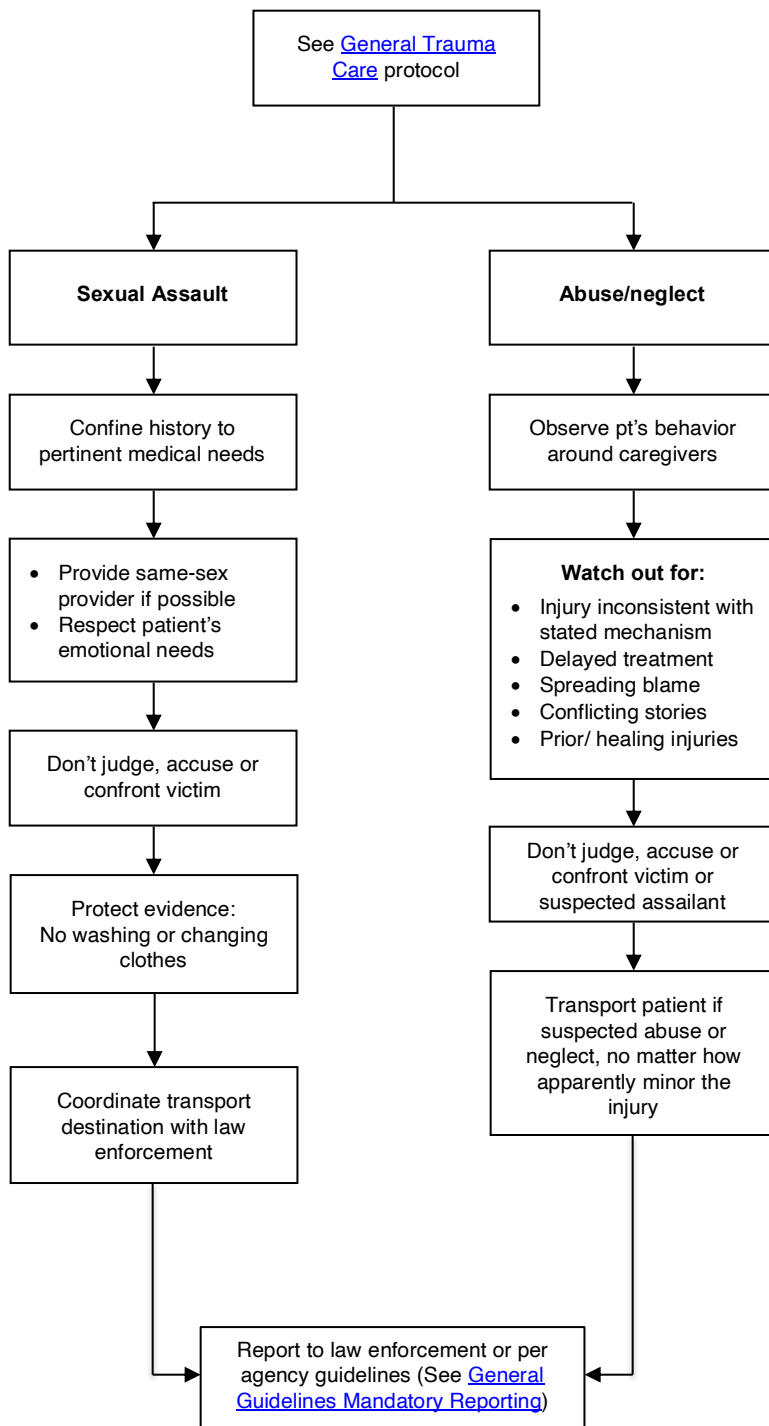 See General Trauma
Care protocol
Sexual Assault
Confine history to
pertinent medical needs
• Provide same-sex
provider if possible
• Respect patient's
emotional needs
Don't judge, accuse or
confront victim
Protect evidence:
No washing or changing
clothes
Coordinate transport
destination with law
enforcement
Abuse/neglect
Observe pt's behavior
around caregivers
Watch out for:
• Injury inconsistent with
stated mechanism
• Delayed treatment
• Spreading blame
• Conflicting stories
• Prior/ healing injuries
Don't judge, accuse or
confront victim or
suspected assailant
Transport patient if
suspected abuse or
neglect, no matter how
apparently minor the
injury
Report to law enforcement or per
agency guidelines (See General
Guidelines Mandatory Reporting)